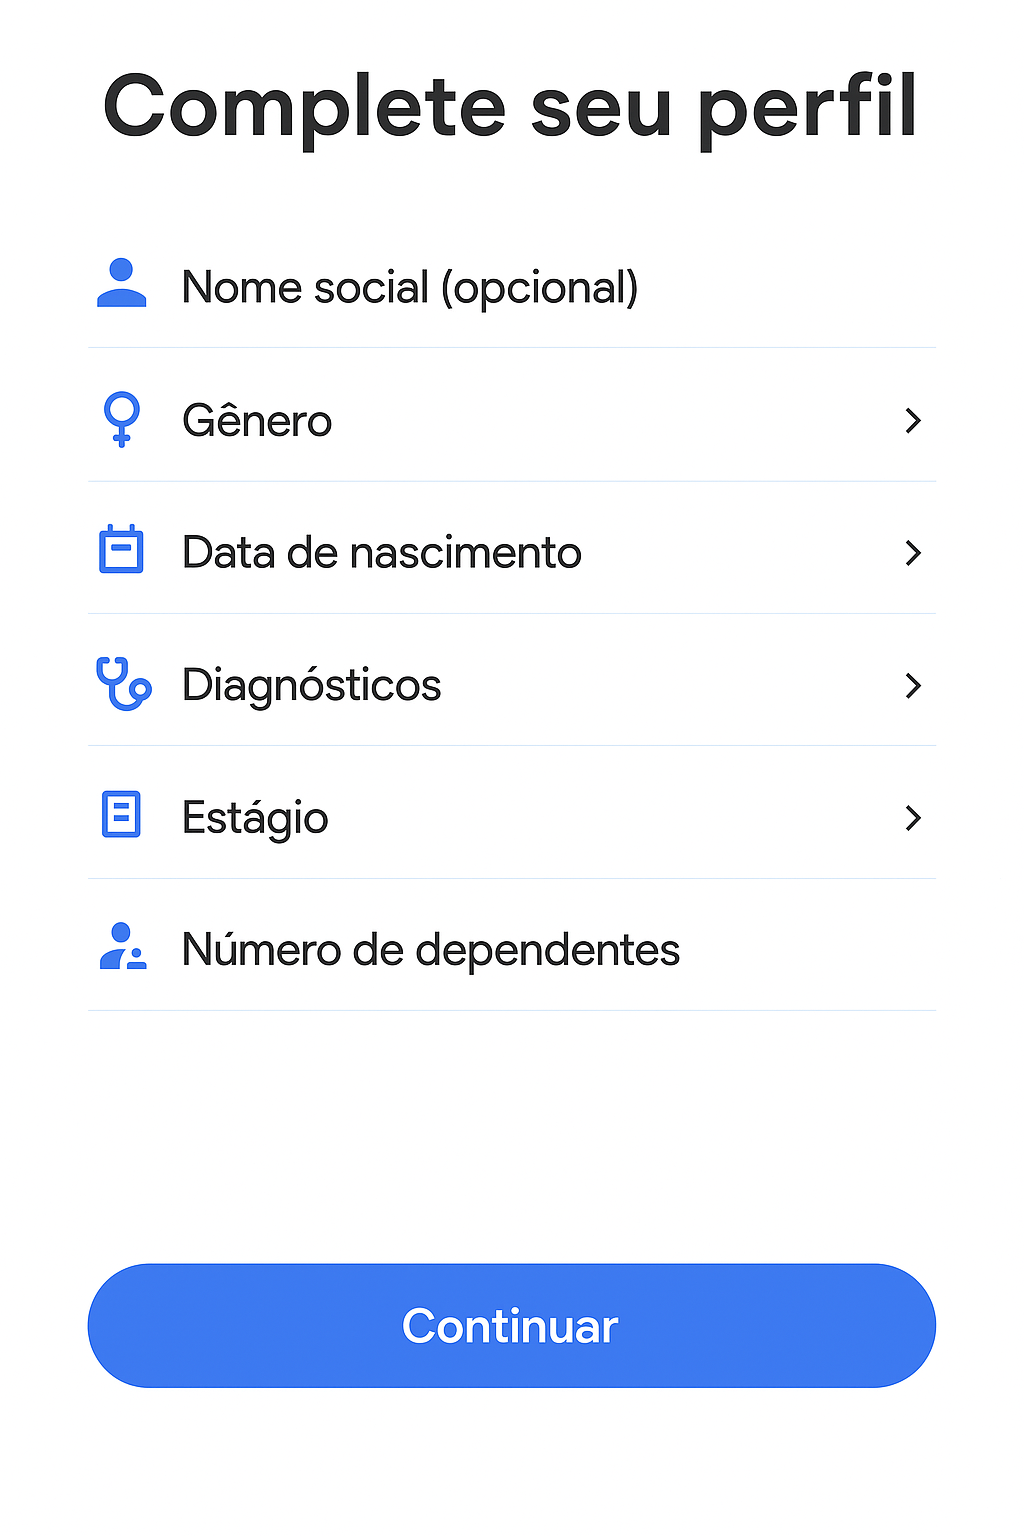 Complete seu perfil
Nome social (opcional)
Gênero
Data de nascimento
Diagnósticos
Estágio
Número de dependentes
Continuar